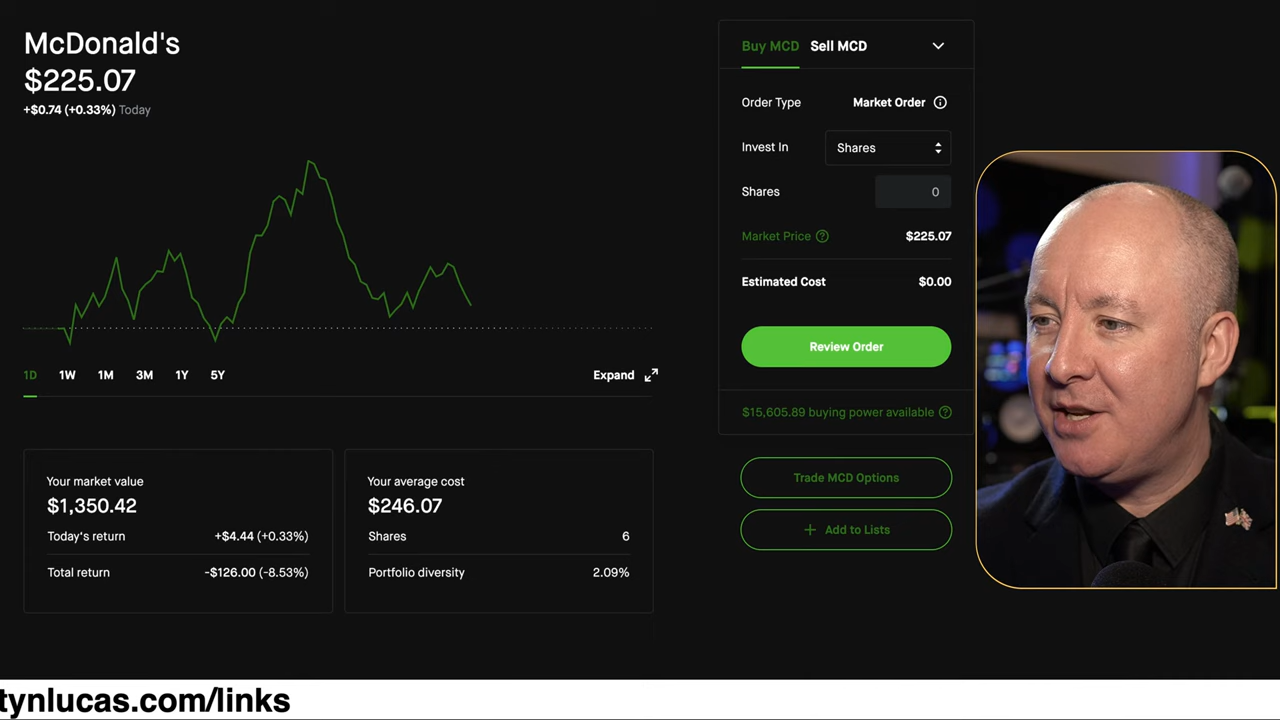 McDonald's
$225.07
+$0.74 (+0.33%) Today
1D 1W 1M 3M 1Y 5Y Expand
Your market value
$1,350.42
Today's return +$4.44 (+0.33%)
Total return -$126.00 (-8.53%)
Your average cost
$246.07
Shares 6
Portfolio diversity 2.09%
Buy MCD Sell MCD
Order Type Market Order
Invest In Shares
Shares 0
Market Price $225.07
Estimated Cost $0.00
Review Order
$15,605.89 buying power available
Trade MCD Options
+ Add to Lists
tynlucas.com/links